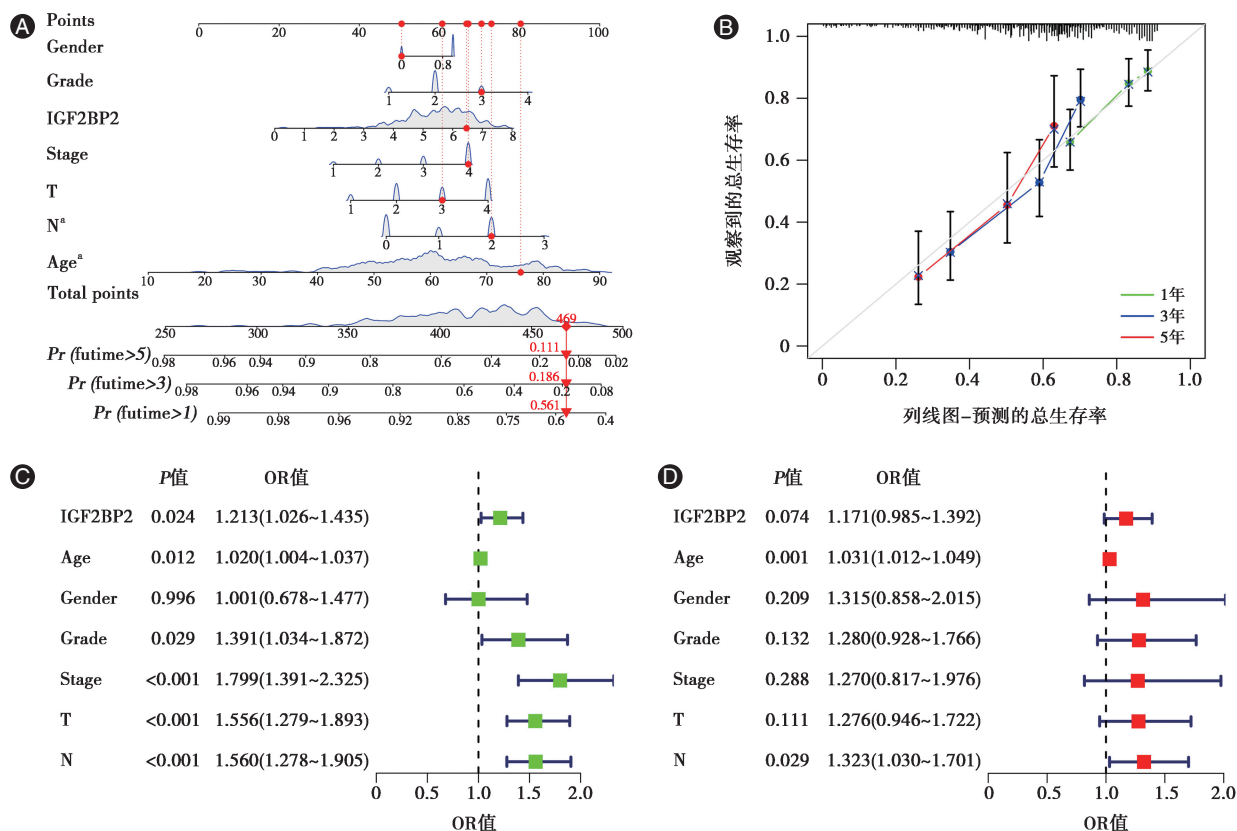 A
Points
0 20 40 60 80 100
Gender
0 0.8
Grade
1 2 3 4
IGF2BP2
0 1 2 3 4 5 6 7 8
Stage
1 2 3 4
T
1 2 3 4
Nᵃ
0 1 2 3
Ageᵃ
10 20 30 40 50 60 70 80 90
Total points
469
250 300 350 400 450 500
0.111
Pr (futime>5)
0.98 0.96 0.94 0.9 0.8 0.6 0.4 0.2 0.08 0.02
0.186
Pr (futime>3)
0.98 0.96 0.94 0.9 0.8 0.6 0.4 0.2 0.08
0.561
Pr (futime>1)
0.99 0.98 0.96 0.95 0.85 0.75 0.6 0.4
B
观察到的总生存率
1.0
0.8
0.6
0.4
0.2
0
1年
3年
5年
0 0.2 0.4 0.6 0.8 1.0
列线图-预测的总生存率
C
P值 OR值
IGF2BP2 0.024 1.213(1.026~1.435)
Age 0.012 1.020(1.004~1.037)
Gender 0.996 1.001(0.678~1.477)
Grade 0.029 1.391(1.034~1.872)
Stage <0.001 1.799(1.391~2.325)
T <0.001 1.556(1.279~1.893)
N <0.001 1.560(1.278~1.905)
0 0.5 1.0 1.5 2.0
OR值
D
P值 OR值
IGF2BP2 0.074 1.171(0.985~1.392)
Age 0.001 1.031(1.012~1.049)
Gender 0.209 1.315(0.858~2.015)
Grade 0.132 1.280(0.928~1.766)
Stage 0.288 1.270(0.817~1.976)
T 0.111 1.276(0.946~1.722)
N 0.029 1.323(1.030~1.701)
0 0.5 1.0 1.5 2.0
OR值